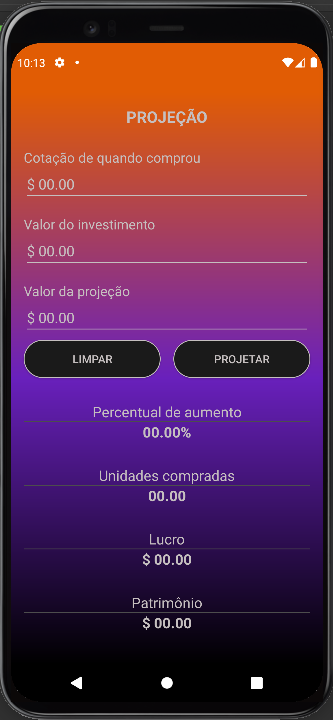 10:13
PROJEÇÃO
Cotação de quando comprou
$ 00.00
Valor do investimento
$ 00.00
Valor da projeção
$ 00.00
LIMPAR PROJETAR
Percentual de aumento
00.00%
Unidades compradas
00.00
Lucro
$ 00.00
Patrimônio
$ 00.00